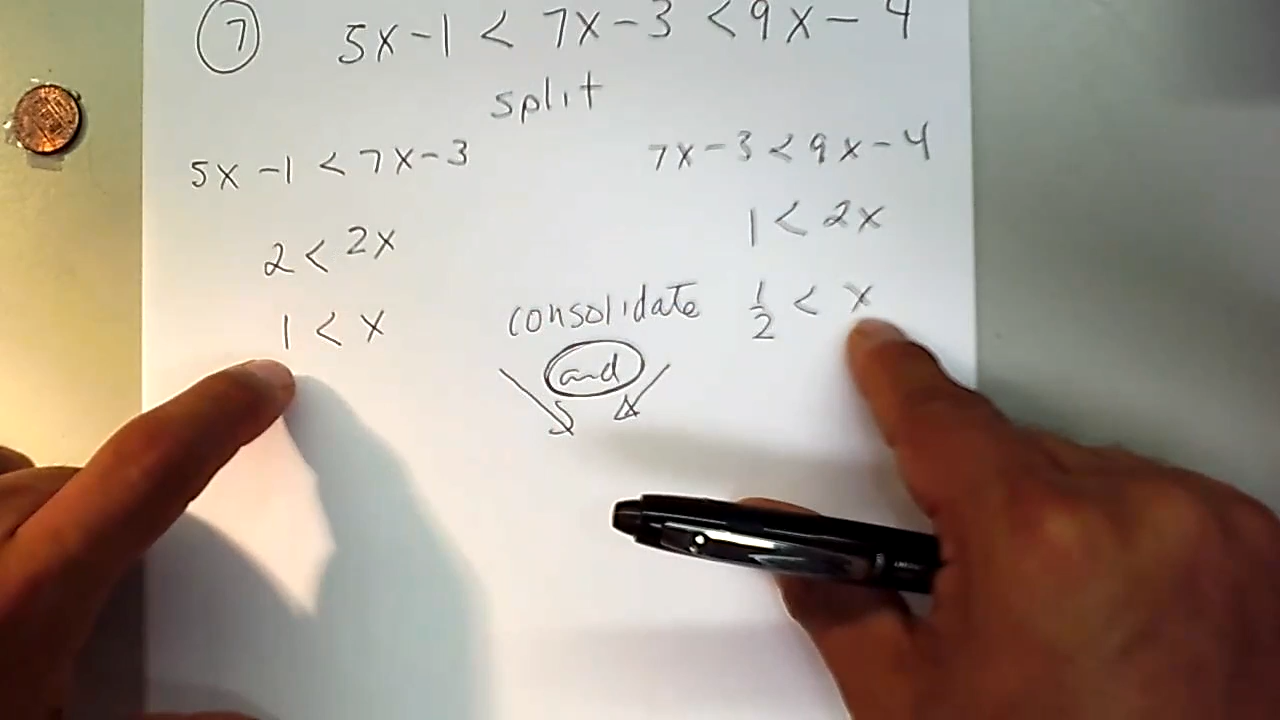 7 5x-1 < 7x-3 < 9x-4
split
5x-1 < 7x-3
7x-3 < 9x-4
2 < 2x
1 < 2x
1 < x
consolidate
1/2 < x
and